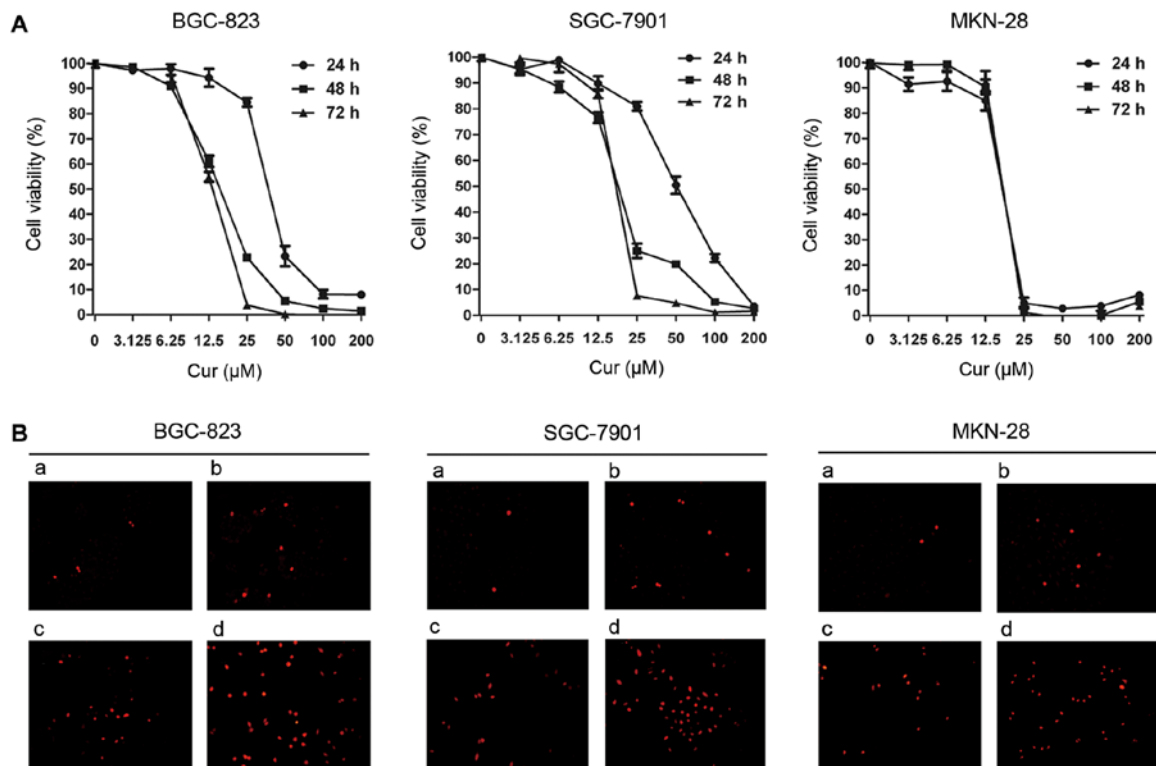 A
BGC-823
SGC-7901
MKN-28
Cell viability (%)
100
90
80
70
60
50
40
30
20
10
0
24 h
48 h
72 h
0 3.125 6.25 12.5 25 50 100 200
Cur (µM)
Cell viability (%)
100
90
80
70
60
50
40
30
20
10
0
24 h
48 h
72 h
0 3.125 6.25 12.5 25 50 100 200
Cur (µM)
Cell viability (%)
100
90
80
70
60
50
40
30
20
10
0
24 h
48 h
72 h
0 3.125 6.25 12.5 25 50 100 200
Cur (µM)
B
BGC-823
SGC-7901
MKN-28
a b
a b
a b
c d
c d
c d